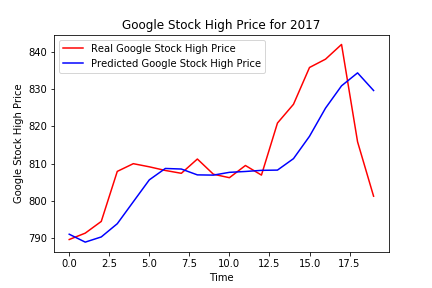 Google Stock High Price for 2017
Real Google Stock High Price
Predicted Google Stock High Price
Google Stock High Price
840
830
820
810
800
790
0.0 2.5 5.0 7.5 10.0 12.5 15.0 17.5
Time